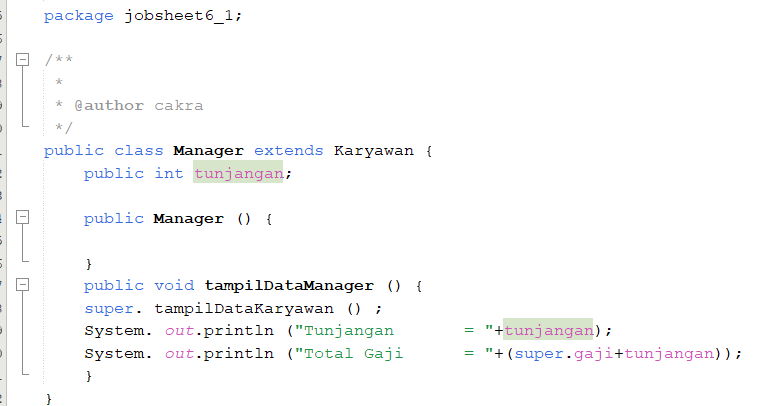 package jobsheet6_1;
/**
 *
 * @author cakra
 */
public class Manager extends Karyawan {
    public int tunjangan;
    public Manager () {
    }
    public void tampilDataManager () {
    super. tampilDataKaryawan () ;
    System. out.println ("Tunjangan       = "+tunjangan);
    System. out.println ("Total Gaji      = "+(super.gaji+tunjangan));
    }
}